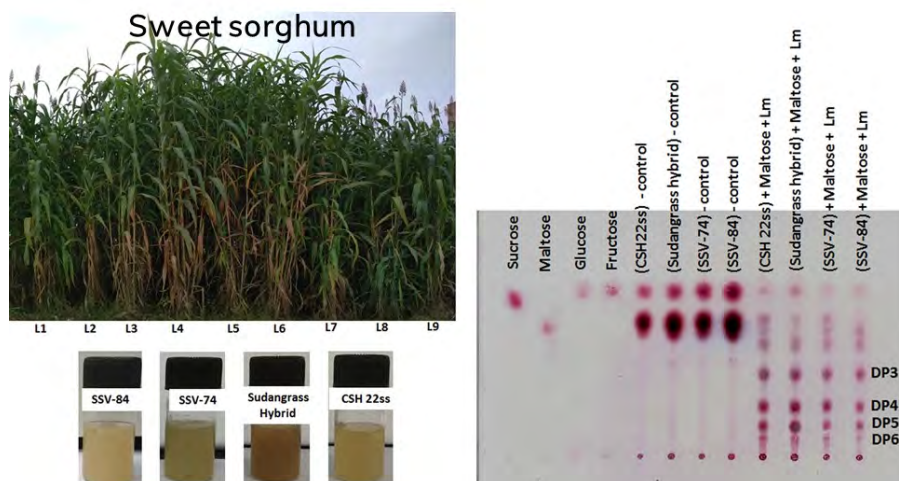 Sweet sorghum
L1 L2 L3 L4 L5 L6 L7 L8 L9
SSV-84
SSV-74
Sudangrass
Hybrid
CSH 22ss
Sucrose
Maltose
Glucose
Fructose
(CSH22ss) - control
(Sudangrass hybrid) - control
(SSV-74) - control
(SSV-84) - control
(CSH 22ss) + Maltose + Lm
(Sudangrass hybrid) + Maltose + Lm
(SSV-74) + Maltose + Lm
(SSV-84) + Maltose + Lm
DP3
DP4
DP5
DP6